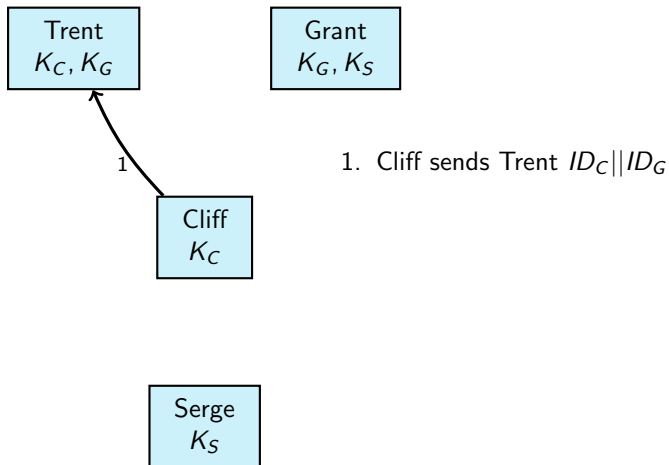 Trent
K_C, K_G
Grant
K_G, K_S
1
1. Cliff sends Trent ID_C||ID_G
Cliff
K_C
Serge
K_S